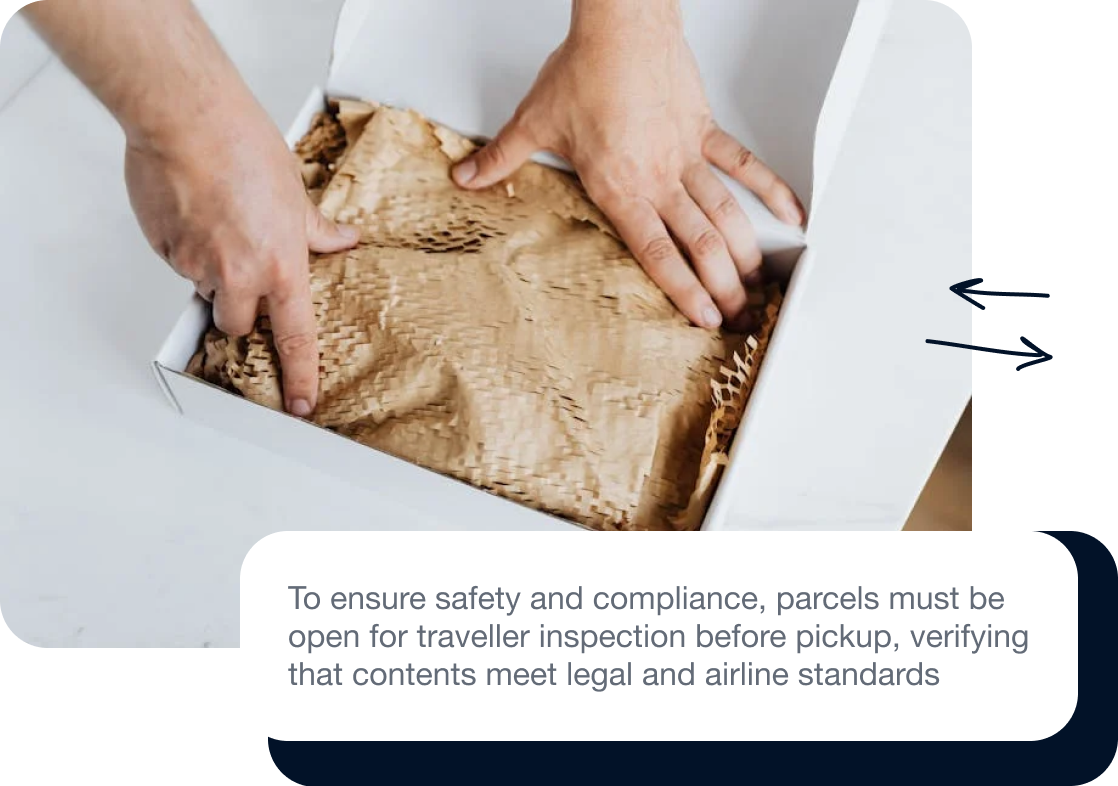 To ensure safety and compliance, parcels must be
open for traveller inspection before pickup, verifying
that contents meet legal and airline standards